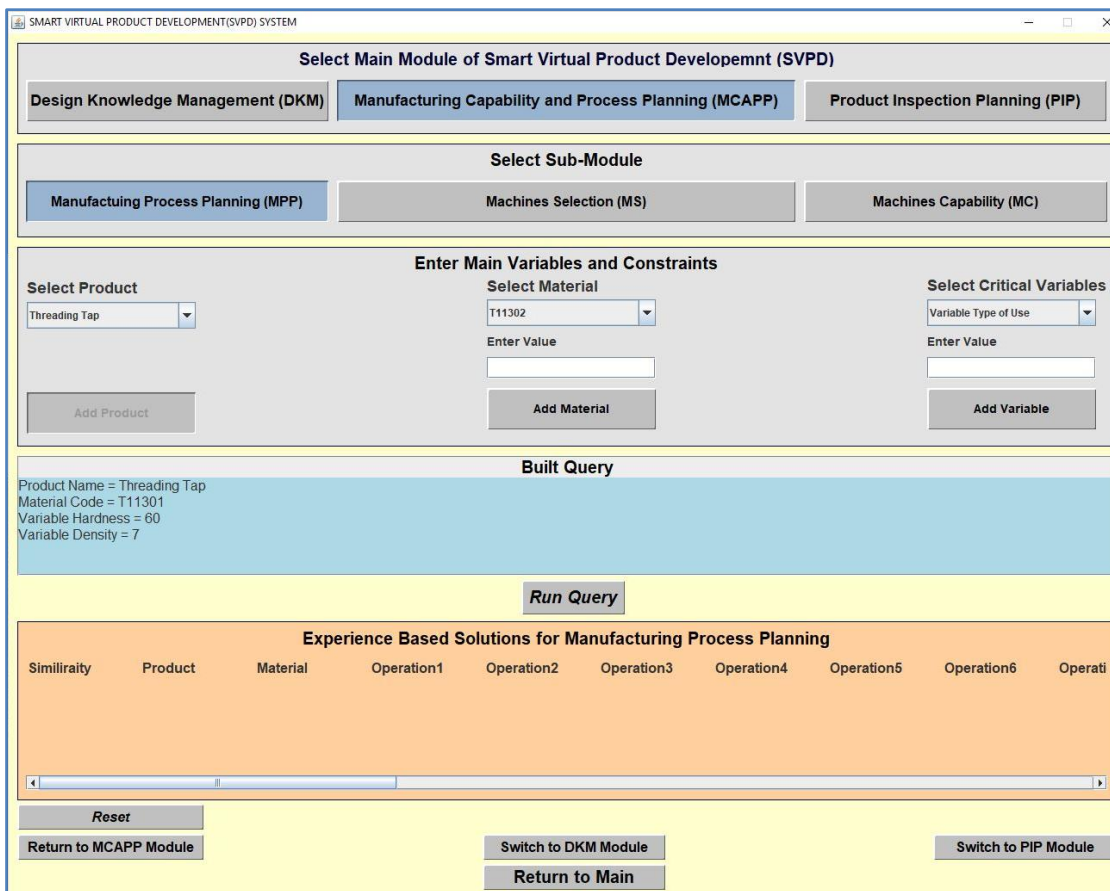 SMART VIRTUAL PRODUCT DEVELOPMENT(SVPD) SYSTEM
Select Main Module of Smart Virtual Product Developemnt (SVPD)
Design Knowledge Management (DKM) Manufacturing Capability and Process Planning (MCAPP) Product Inspection Planning (PIP)
Select Sub-Module
Manufactuing Process Planning (MPP) Machines Selection (MS) Machines Capability (MC)
Enter Main Variables and Constraints
Select Product Select Material Select Critical Variables
Threading Tap T11302 Variable Type of Use
Enter Value Enter Value
Add Product Add Material Add Variable
Built Query
Product Name = Threading Tap
Material Code = T11301
Variable Hardness = 60
Variable Density = 7
Run Query
Experience Based Solutions for Manufacturing Process Planning
Similiraity Product Material Operation1 Operation2 Operation3 Operation4 Operation5 Operation6 Operati
Reset
Return to MCAPP Module Switch to DKM Module Switch to PIP Module
Return to Main